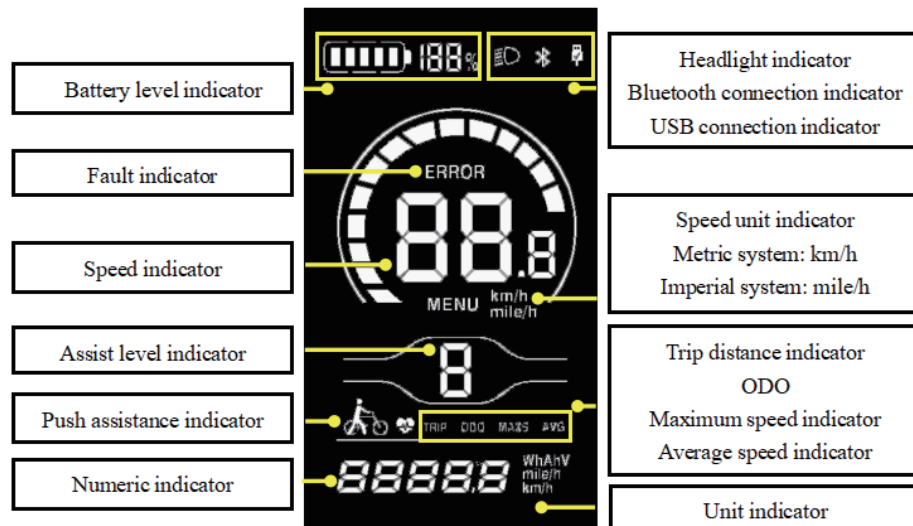 Battery level indicator
Fault indicator
Speed indicator
Assist level indicator
Push assistance indicator
Numeric indicator
188%
ERROR
88.8
MENU
km/h
mile/h
8
TRIP ODO MAXS AVG
88888.8
WhAhV
mile/h
km/h
Headlight indicator
Bluetooth connection indicator
USB connection indicator
Speed unit indicator
Metric system: km/h
Imperial system: mile/h
Trip distance indicator
ODO
Maximum speed indicator
Average speed indicator
Unit indicator